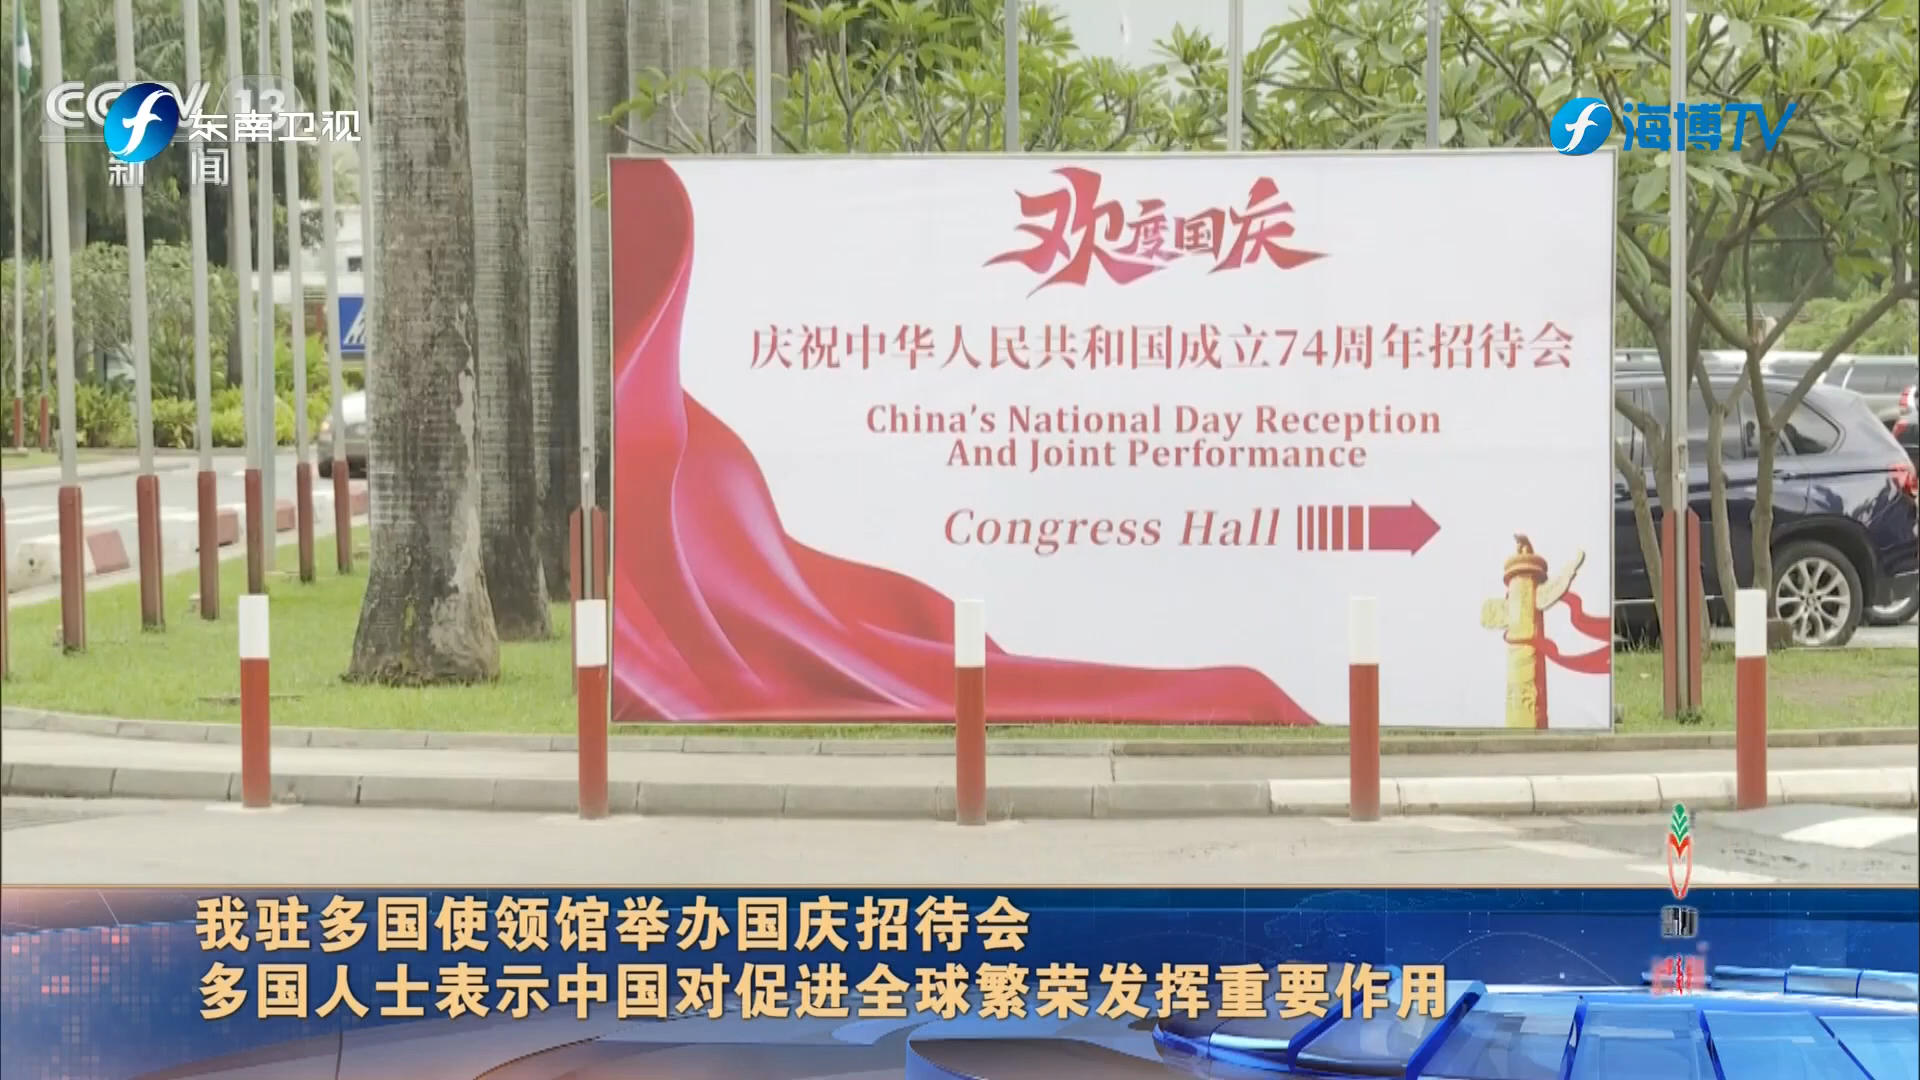 CCTV 13
东南卫视
新闻
海博TV
欢度国庆
庆祝中华人民共和国成立74周年招待会
China's National Day Reception
And Joint Performance
Congress Hall
我驻多国使领馆举办国庆招待会
多国人士表示中国对促进全球繁荣发挥重要作用